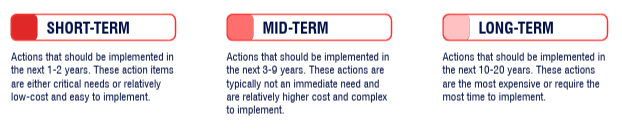 SHORT-TERM
Actions that should be implemented in
the next 1-2 years. These action items
are either critical needs or relatively
low-cost and easy to implement.
MID-TERM
Actions that should be implemented in
the next 3-9 years. These actions are
typically not an immediate need and
are relatively higher cost and complex
to implement.
LONG-TERM
Actions that should be implemented in
the next 10-20 years. These actions
are the most expensive or require the
most time to implement.